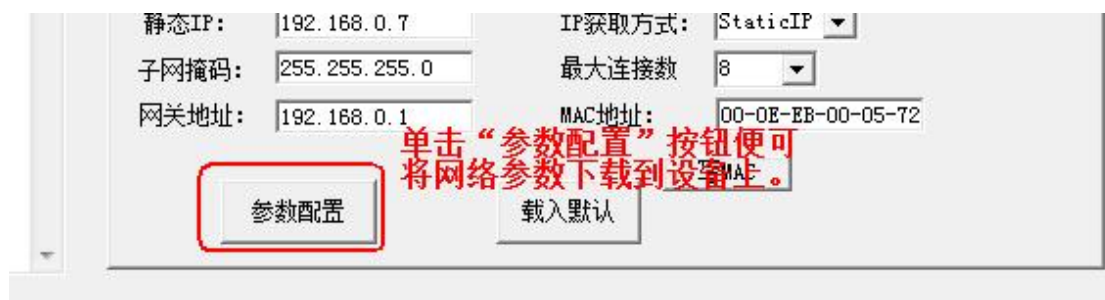 静态IP: 192.168.0.7 IP获取方式: StaticIP
子网掩码: 255.255.255.0 最大连接数 8
网关地址: 192.168.0.1 MAC地址: 00-0E-EB-00-05-72
单击“参数配置”按钮便可
将网络参数下载到设备上。
参数配置 载入默认